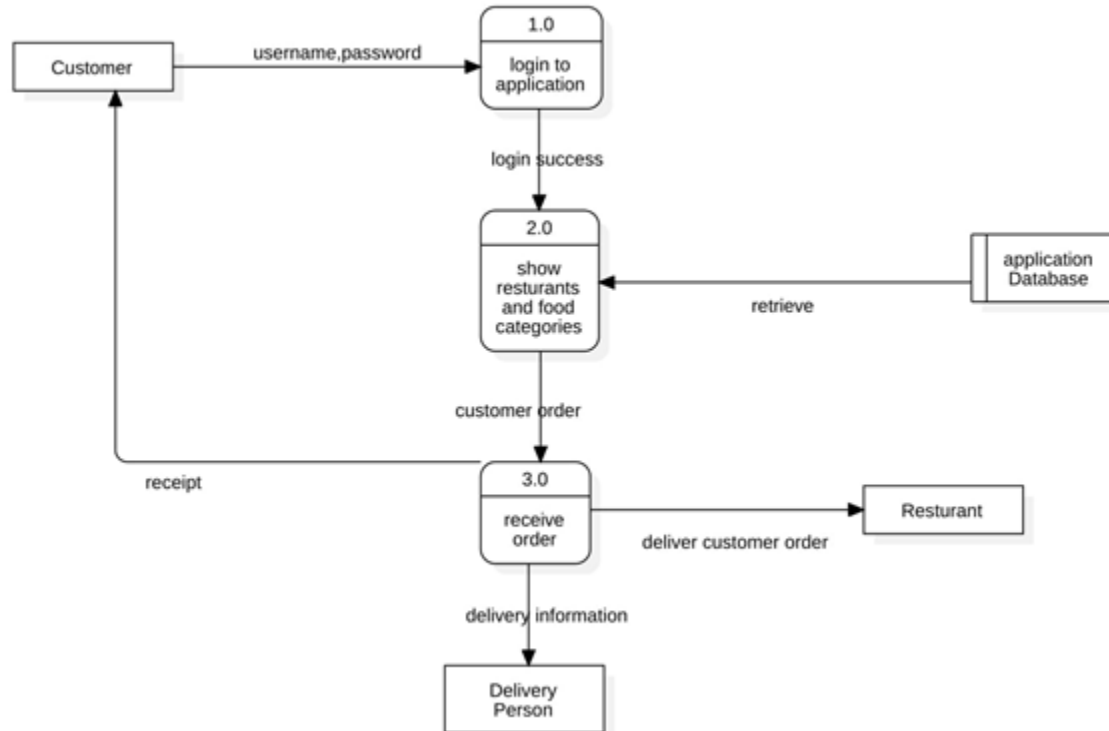 1.0
Customer
username,password
login to
application
login success
2.0
show
resturants
and food
categories
application
Database
retrieve
customer order
3.0
receipt
receive
order
Resturant
deliver customer order
delivery information
Delivery
Person